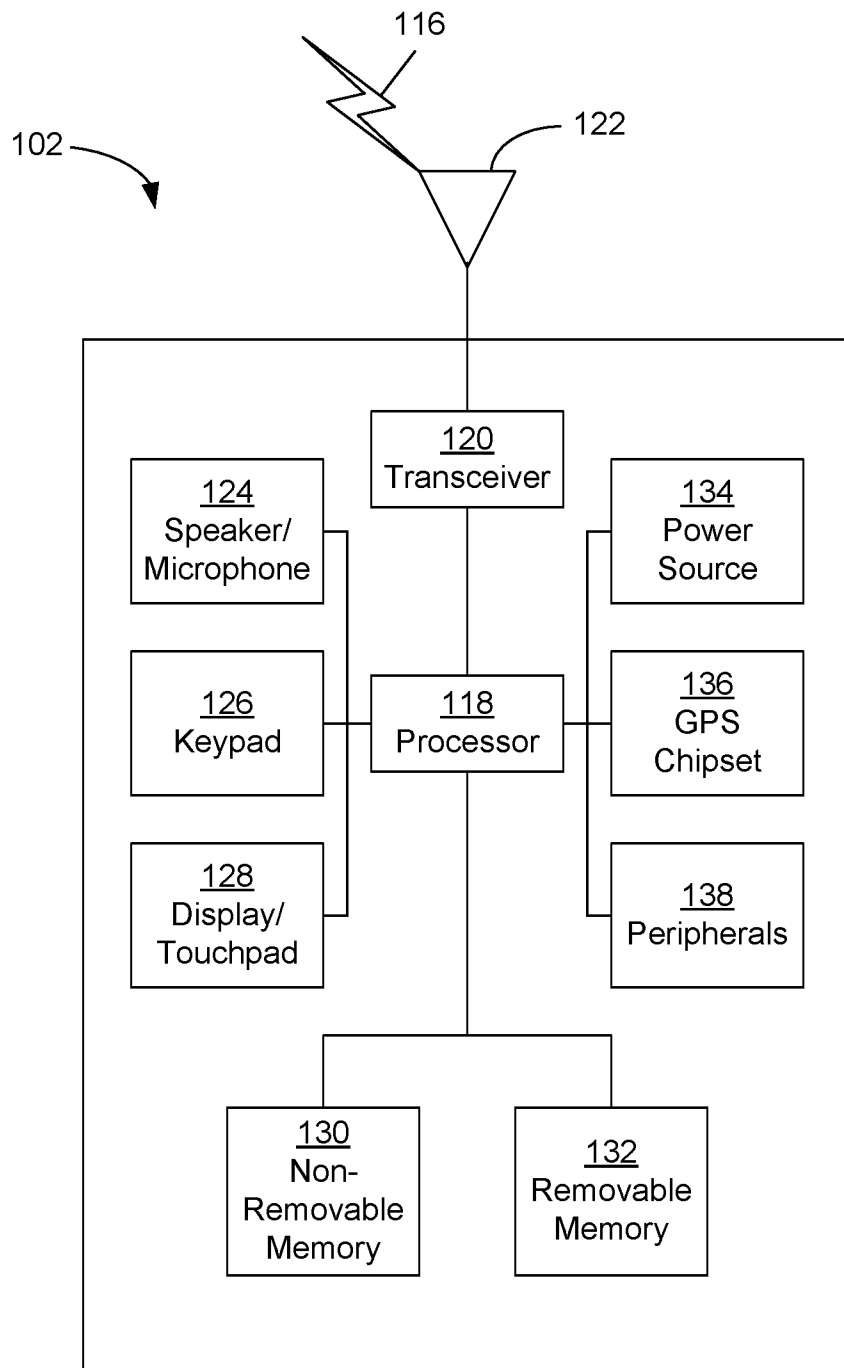 116
122
102
120
Transceiver
124
Speaker/
Microphone
134
Power
Source
126
Keypad
118
Processor
136
GPS
Chipset
128
Display/
Touchpad
138
Peripherals
130
Non-
Removable
Memory
132
Removable
Memory